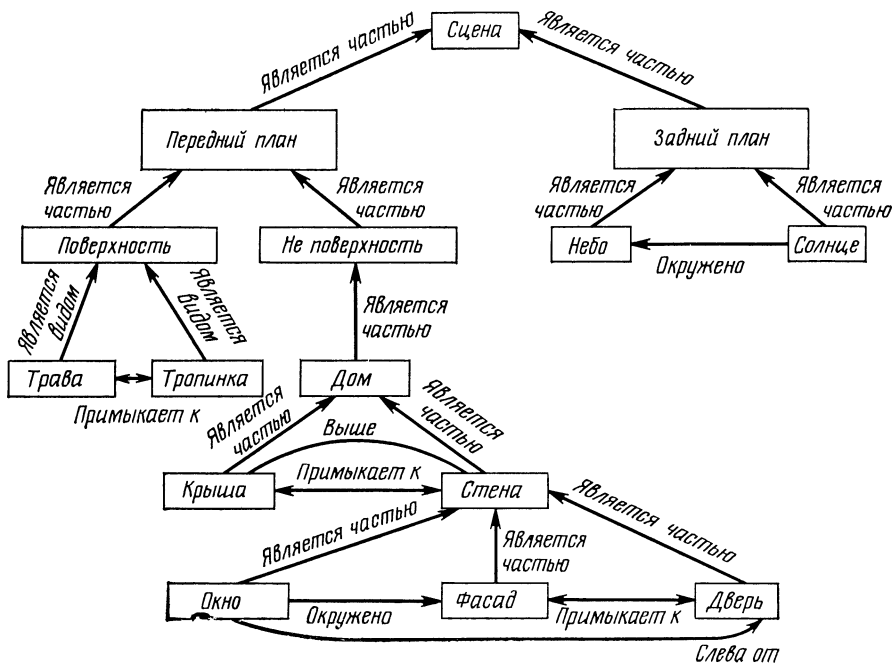 Сцена
Является частью
Является частью
Передний план
Задний план
Является
частью
Является
частью
Является
частью
Является
частью
Поверхность
Не поверхность
Небо
Солнце
Окружено
Является
видом
Является
видом
Является
частью
Трава
Тропинка
Дом
Примыкает к
Является
частью
Является
частью
Выше
Крыша
Примыкает к
Стена
Является частью
Является
частью
Является частью
Окно
Окружено
Фасад
Примыкает к
Дверь
Слева от